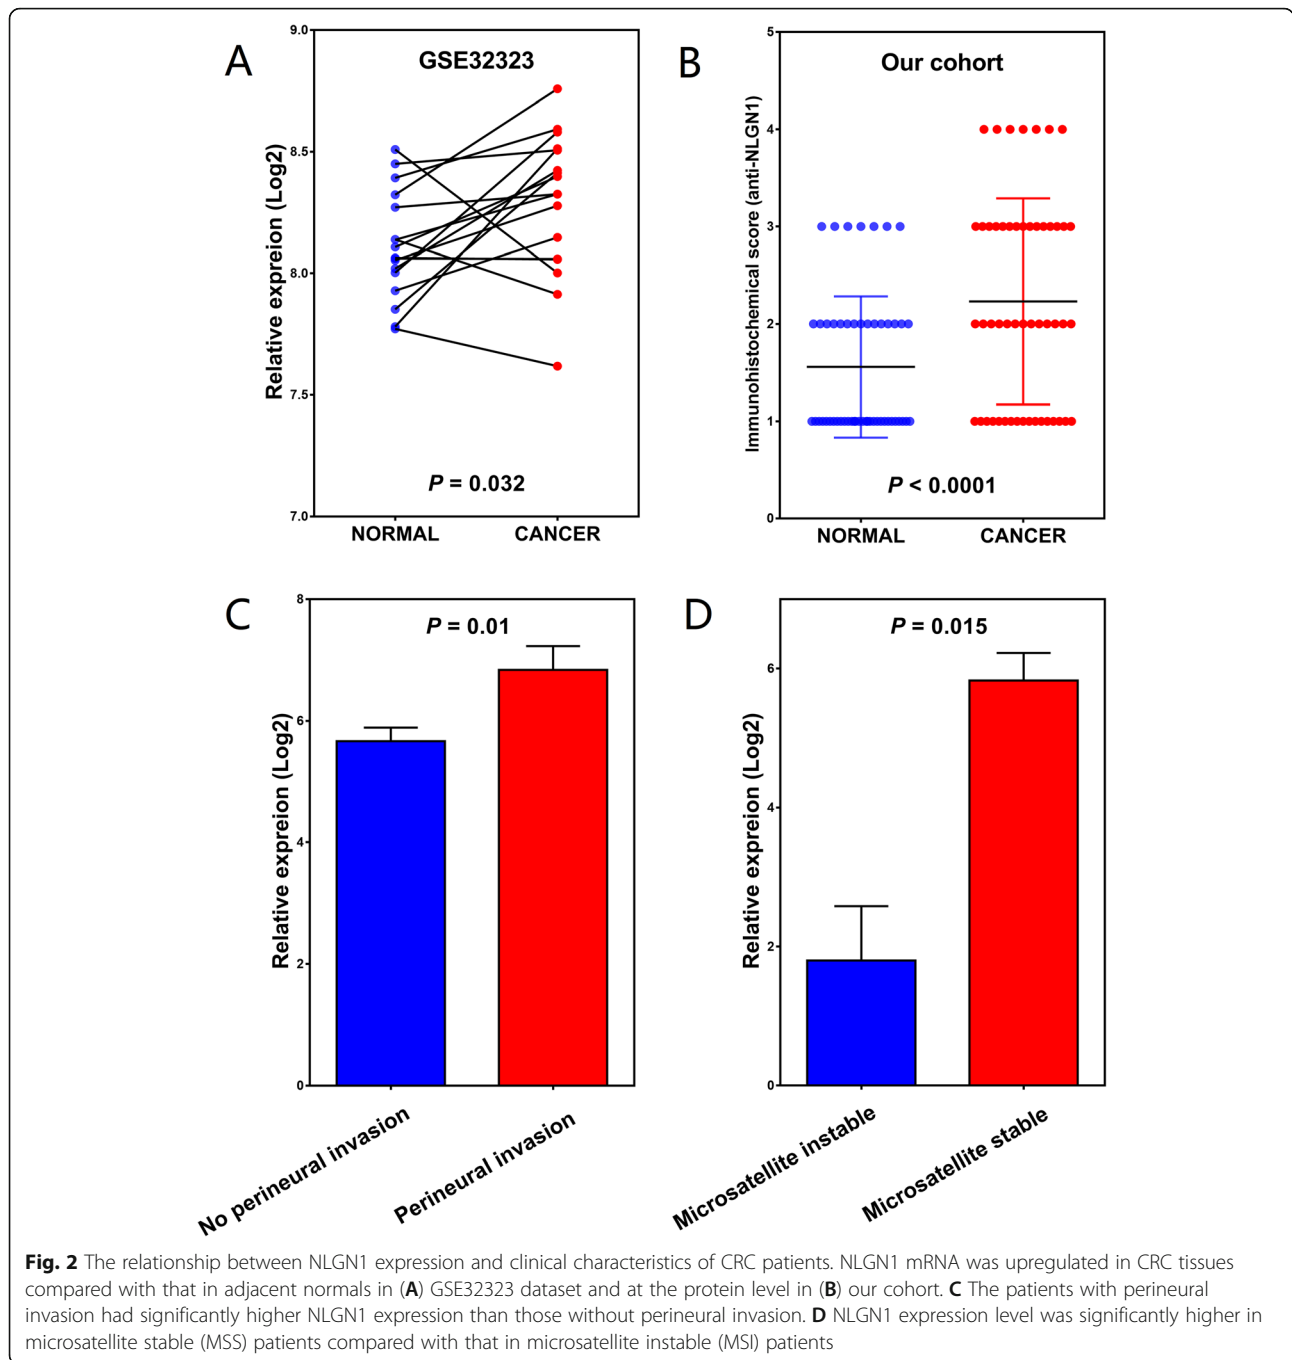 A
GSE32323
Relative expreion (Log2)
9.0
8.5
8.0
7.5
7.0
P = 0.032
NORMAL CANCER
B
Our cohort
Immunohistochemical score (anti-NLGN1)
5
4
3
2
1
0
P < 0.0001
NORMAL CANCER
C
P = 0.01
Relative expreion (Log2)
8
6
4
2
0
No perineural invasion
Perineural invasion
D
P = 0.015
Relative expreion (Log2)
6
4
2
0
Microsatellite instable
Microsatellite stable
Fig. 2 The relationship between NLGN1 expression and clinical characteristics of CRC patients. NLGN1 mRNA was upregulated in CRC tissues
compared with that in adjacent normals in (A) GSE32323 dataset and at the protein level in (B) our cohort. C The patients with perineural
invasion had significantly higher NLGN1 expression than those without perineural invasion. D NLGN1 expression level was significantly higher in
microsatellite stable (MSS) patients compared with that in microsatellite instable (MSI) patients